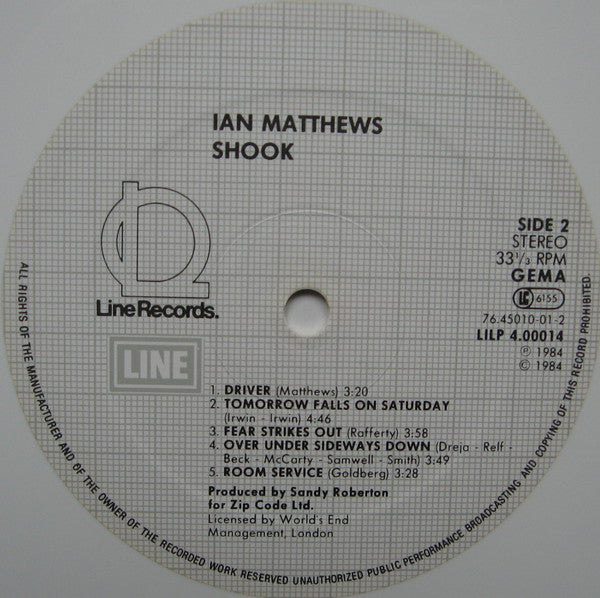 IAN MATTHEWS
SHOOK
LineRecords.
LINE
SIDE 2
STEREO
33 1/3 RPM
GEMA
LC 6155
76.45010-01-2
LILP 4.00014
℗ 1984
© 1984
1. DRIVER (Matthews) 3:20
2. TOMORROW FALLS ON SATURDAY
(Irwin - Irwin) 4:46
3. FEAR STRIKES OUT (Rafferty) 3:58
4. OVER UNDER SIDEWAYS DOWN (Dreja - Relf -
Beck - McCarty - Samwell - Smith) 3:49
5. ROOM SERVICE (Goldberg) 3:28
Produced by Sandy Roberton
for Zip Code Ltd.
Licensed by World's End
Management, London
ALL RIGHTS OF THE MANUFACTURER AND OF THE OWNER OF THE RECORDED WORK RESERVED UNAUTHORIZED PUBLIC PERFORMANCE BROADCASTING AND COPYING OF THIS RECORD PROHIBITED.